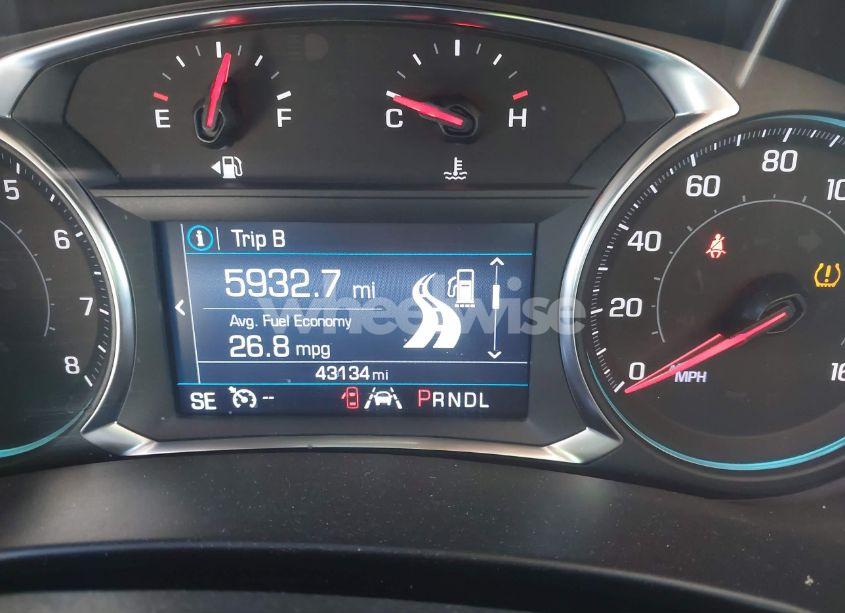 E F
C H
5
6
7
8
Trip B
5932.7 mi
Avg. Fuel Economy
26.8 mpg
43134 mi
SE -- PRNDL
wheelwise
0
20
40
60
80
MPH